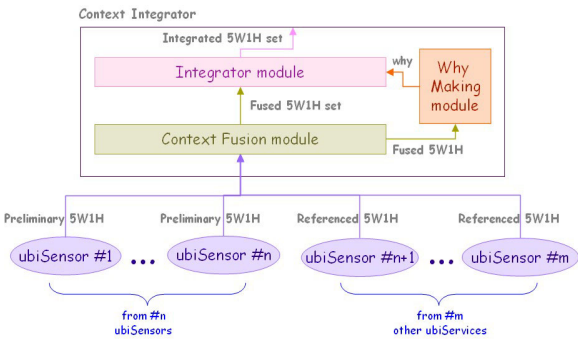 Context Integrator
Integrated 5W1H set
Integrator module
why
Why
Making
module
Fused 5W1H set
Context Fusion module
Fused 5W1H
Preliminary 5W1H
Preliminary 5W1H
Referenced 5W1H
Referenced 5W1H
ubiSensor #1
...
ubiSensor #n
ubiSensor #n+1
...
ubiSensor #m
from #n
ubiSensors
from #m
other ubiServices